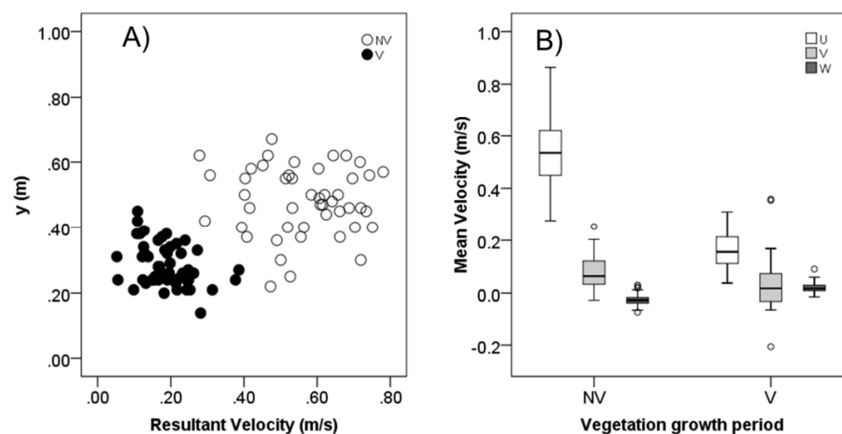 A)
NV
V
1.00
.80
.60
.40
.20
.00
y (m)
.00 .20 .40 .60 .80
Resultant Velocity (m/s)
B)
U
V
W
1.0
0.8
0.6
0.4
0.2
0.0
-0.2
Mean Velocity (m/s)
NV V
Vegetation growth period